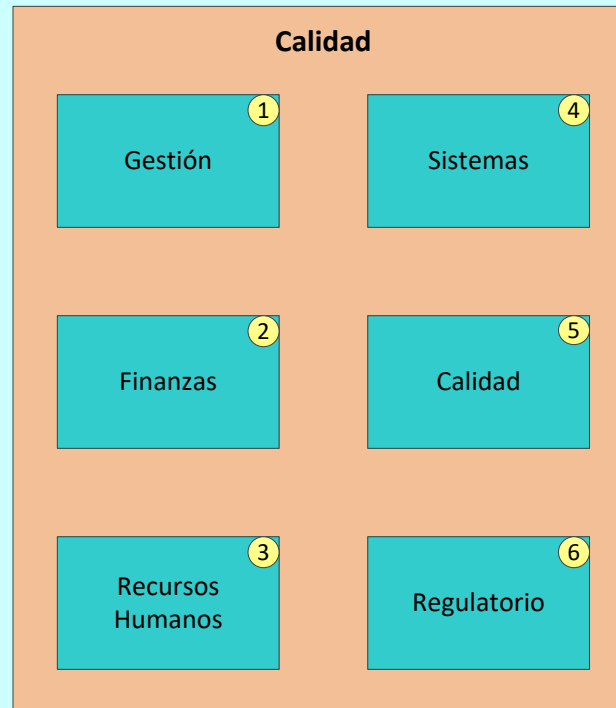 Calidad
1
Gestión
2
Finanzas
3
Recursos
Humanos
4
Sistemas
5
Calidad
6
Regulatorio